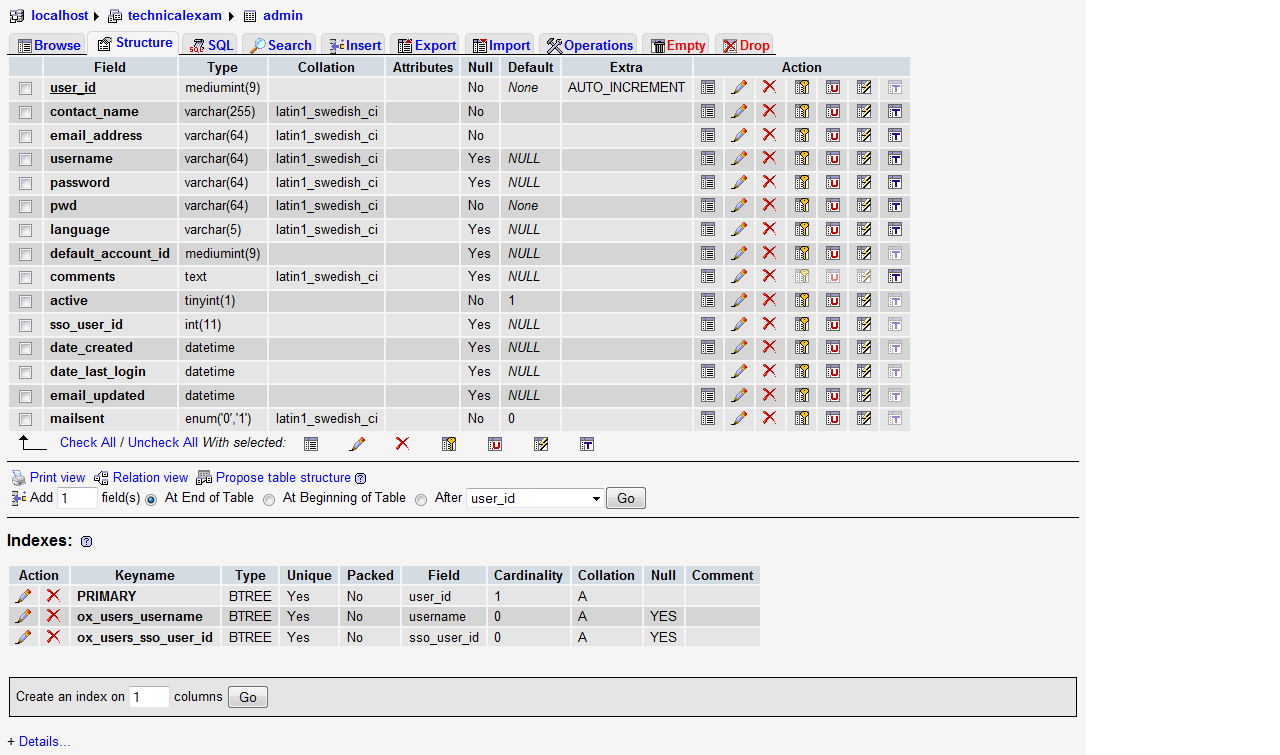 localhost technicalexam admin
Browse Structure SQL Search Insert Export Import Operations Empty Drop
Field Type Collation Attributes Null Default Extra Action
user_id mediumint(9) No None AUTO_INCREMENT
contact_name varchar(255) latin1_swedish_ci No
email_address varchar(64) latin1_swedish_ci No
username varchar(64) latin1_swedish_ci Yes NULL
password varchar(64) latin1_swedish_ci Yes NULL
pwd varchar(64) latin1_swedish_ci No None
language varchar(5) latin1_swedish_ci Yes NULL
default_account_id mediumint(9) Yes NULL
comments text latin1_swedish_ci Yes NULL
active tinyint(1) No 1
sso_user_id int(11) Yes NULL
date_created datetime Yes NULL
date_last_login datetime Yes NULL
email_updated datetime Yes NULL
mailsent enum('0','1') latin1_swedish_ci No 0
Check All / Uncheck All With selected:
Print view Relation view Propose table structure
Add 1 field(s) At End of Table At Beginning of Table After user_id Go
Indexes:
Action Keyname Type Unique Packed Field Cardinality Collation Null Comment
PRIMARY BTREE Yes No user_id 1 A
ox_users_username BTREE Yes No username 0 A YES
ox_users_sso_user_id BTREE Yes No sso_user_id 0 A YES
Create an index on 1 columns Go
+ Details...